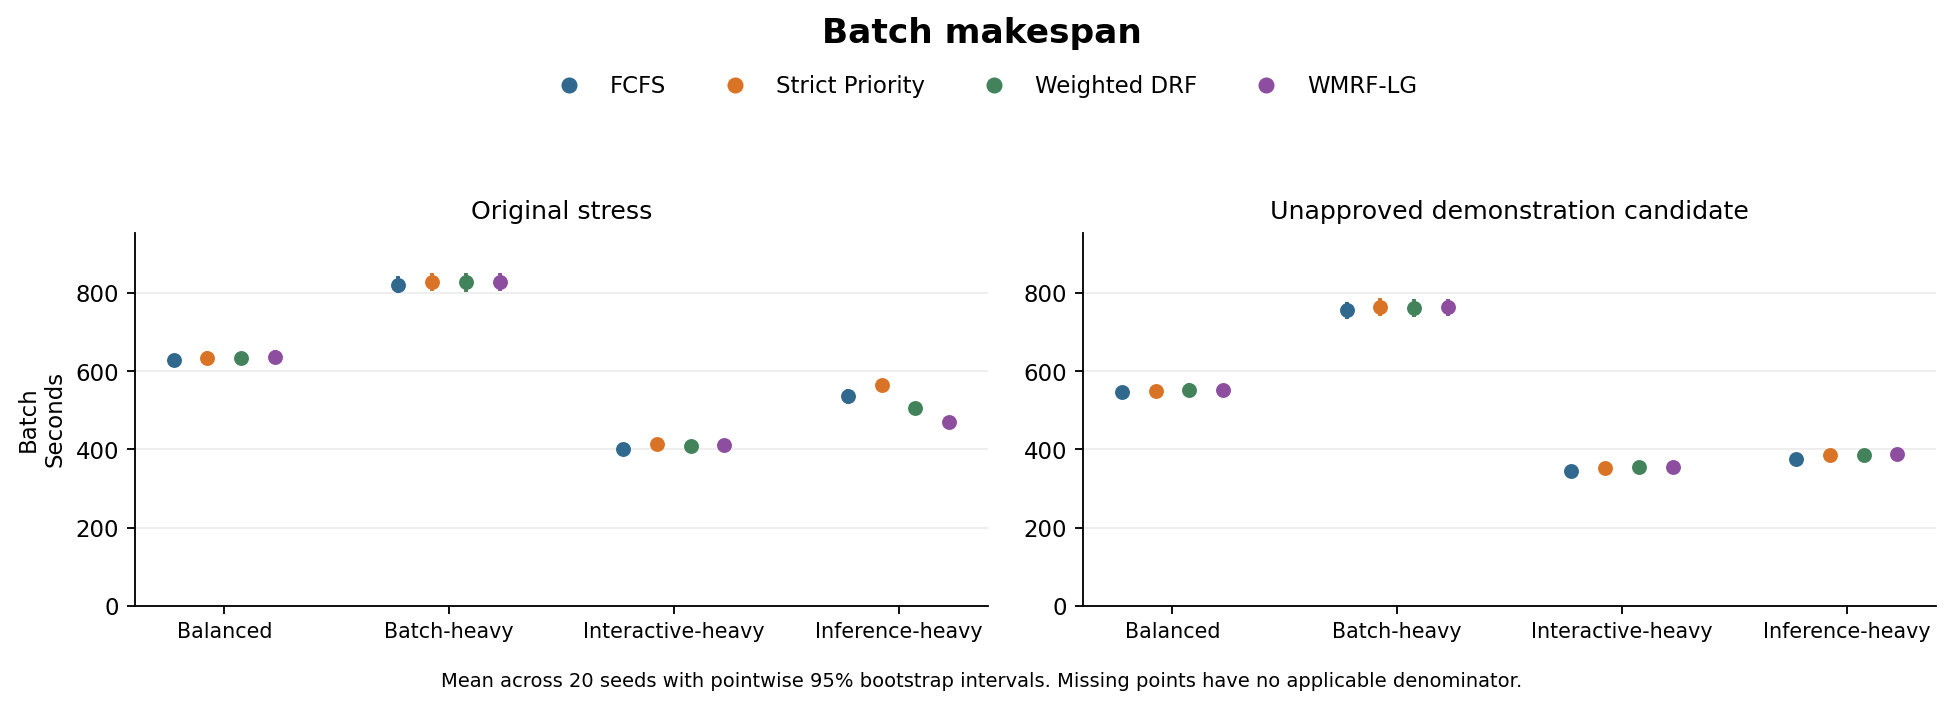 Batch makespan
FCFS
Strict Priority
Weighted DRF
WMRF-LG
Original stress
Batch
Seconds
800
600
400
200
0
Balanced
Batch-heavy
Interactive-heavy
Inference-heavy
Unapproved demonstration candidate
800
600
400
200
0
Balanced
Batch-heavy
Interactive-heavy
Inference-heavy
Mean across 20 seeds with pointwise 95% bootstrap intervals. Missing points have no applicable denominator.